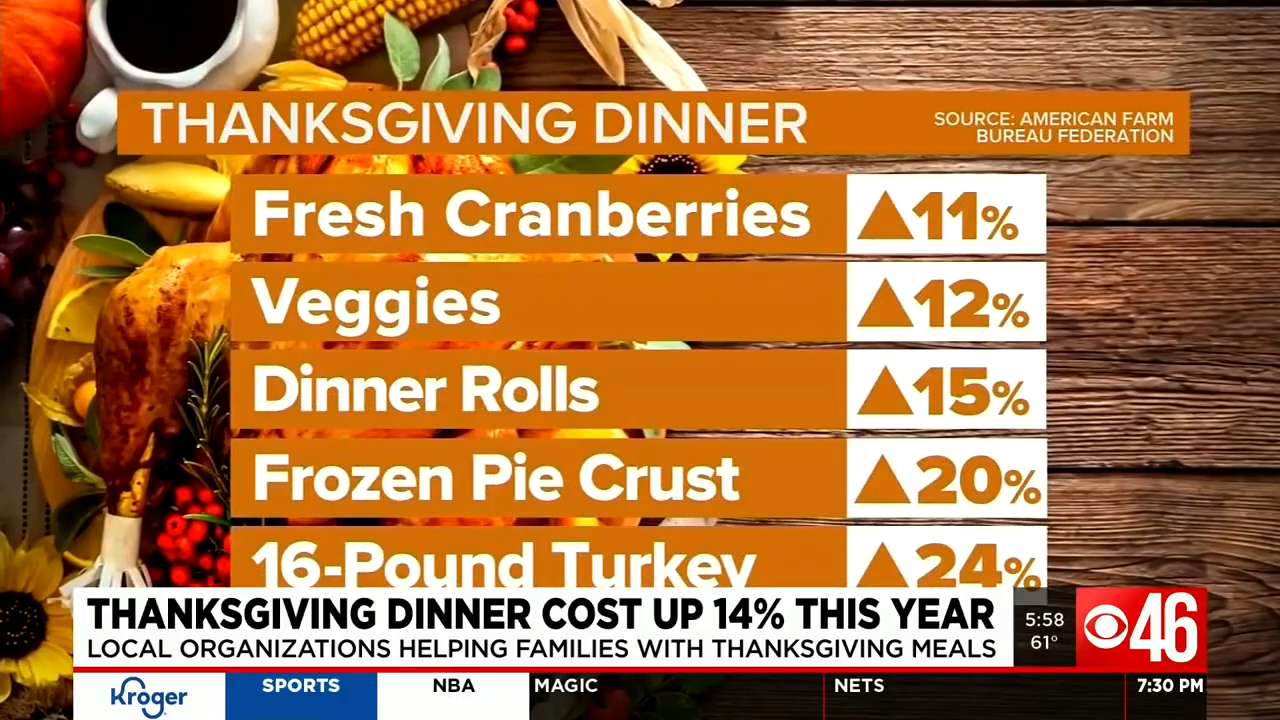 THANKSGIVING DINNER
SOURCE: AMERICAN FARM
BUREAU FEDERATION
Fresh Cranberries ▲11%
Veggies ▲12%
Dinner Rolls ▲15%
Frozen Pie Crust ▲20%
16-Pound Turkey ▲24%
THANKSGIVING DINNER COST UP 14% THIS YEAR
LOCAL ORGANIZATIONS HELPING FAMILIES WITH THANKSGIVING MEALS
5:58
61°
46
Kroger
SPORTS
NBA
MAGIC
NETS
7:30 PM